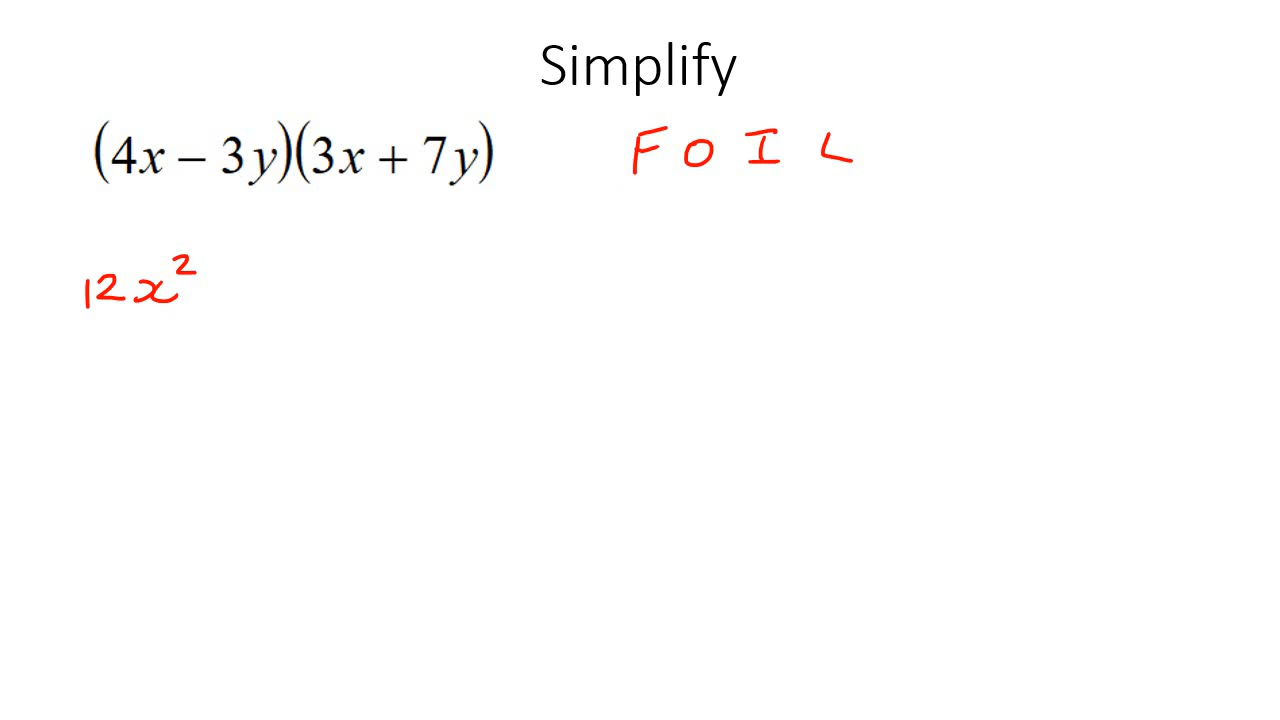 Simplify
(4x − 3y)(3x + 7y) F O I L
12x²